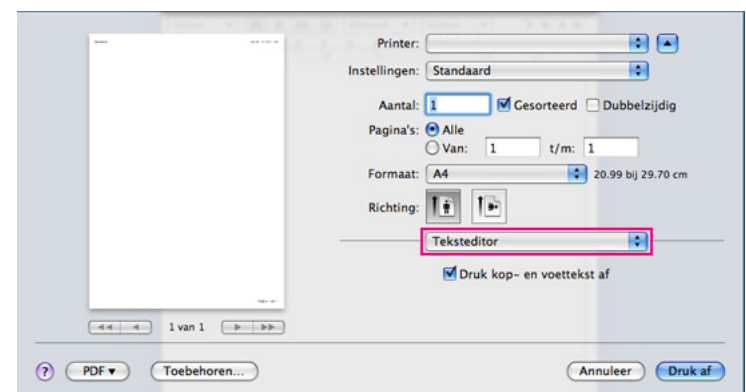 Printer:
Instellingen: Standaard
Aantal: 1 Gesorteerd Dubbelzijdig
Pagina's: Alle
Van: 1 t/m: 1
Formaat: A4 20.99 bij 29.70 cm
Richting:
Teksteditor
Druk kop- en voettekst af
1 van 1
? PDF Toebehoren... Annuleer Druk af